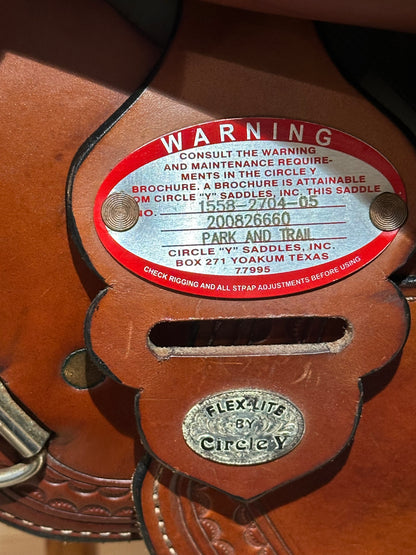 WARNING
CONSULT THE WARNING
AND MAINTENANCE REQUIRE-
MENTS IN THE CIRCLE Y
BROCHURE. A BROCHURE IS ATTAINABLE
OM CIRCLE "Y" SADDLES, INC. THIS SADDLE
NO. 1558-2704-05
200826660
PARK AND TRAIL
CIRCLE "Y" SADDLES, INC.
BOX 271 YOAKUM TEXAS
77995
CHECK RIGGING AND ALL STRAP ADJUSTMENTS BEFORE USING
FLEX-LITE
BY
Circle Y